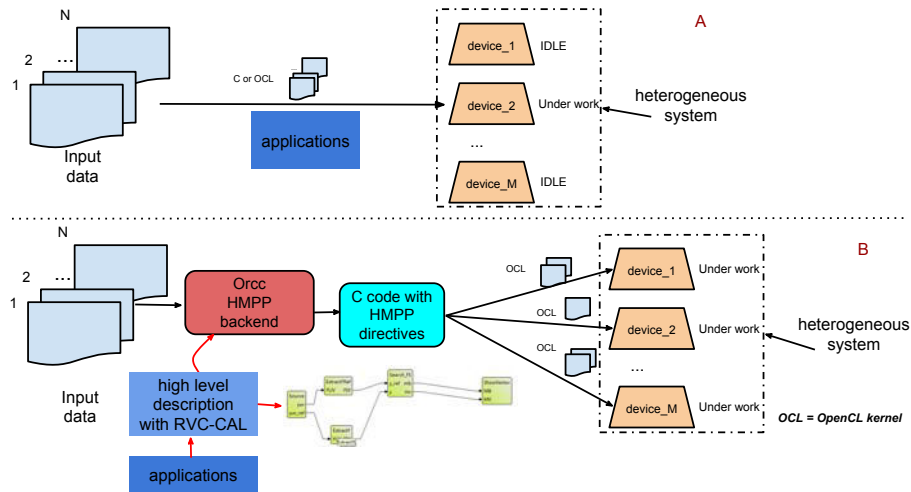 N
A
2
...
1
Input
data
C or OCL
applications
device_1
IDLE
device_2
Under work
...
device_M
IDLE
heterogeneous
system
B
N
2
...
1
Input
data
Orcc
HMPP
backend
C code with
HMPP
directives
high level
description
with RVC-CAL
applications
OCL
OCL
OCL
device_1
Under work
device_2
Under work
...
device_M
Under work
heterogeneous
system
OCL = OpenCL kernel